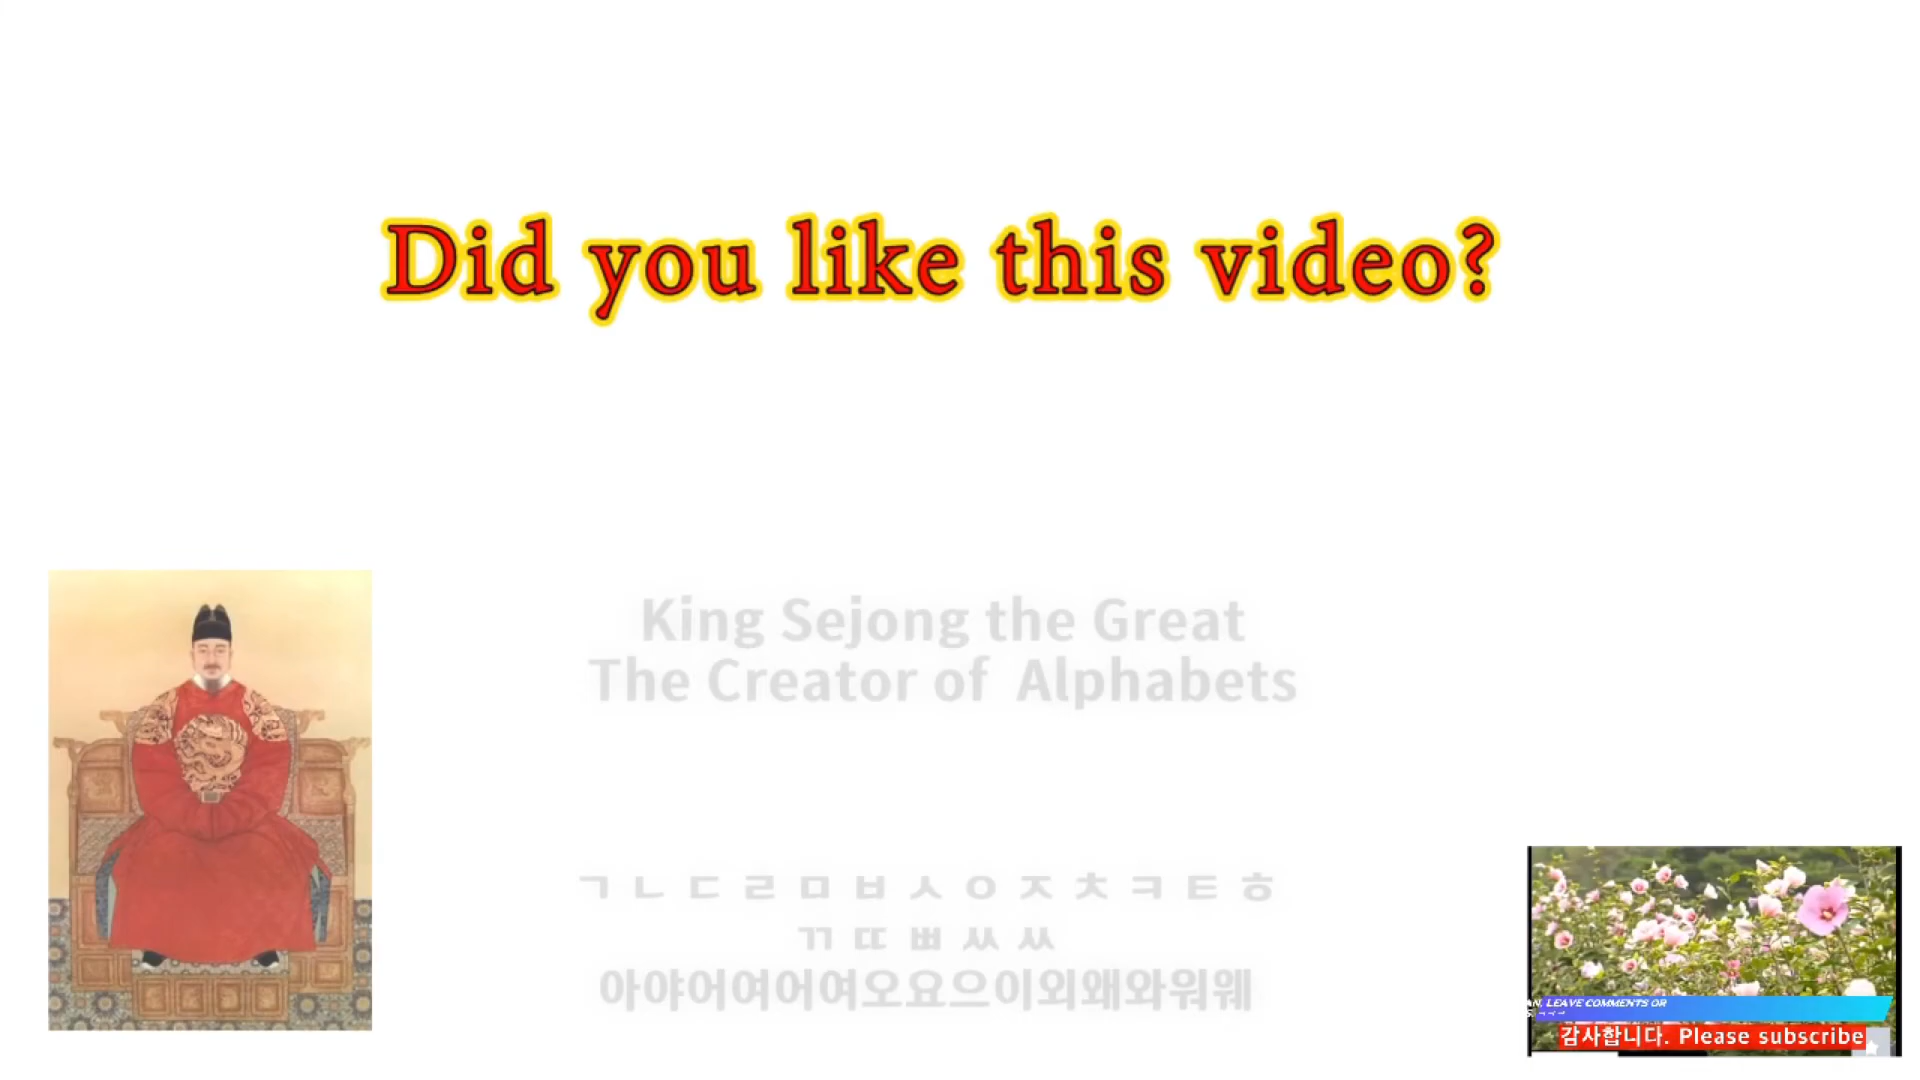 Did you like this video?
King Sejong the Great
The Creator of Alphabets
ㄱ ㄴ ㄷ ㄹ ㅁ ㅂ ㅅ ㅇ ㅈ ㅊ ㅋ ㅌ ㅎ
ㄲ ㄸ ㅃ ㅆ ㅆ
아야어여어여오요으이외왜와워웨
LEAVE COMMENTS OR
감사합니다. Please subscribe